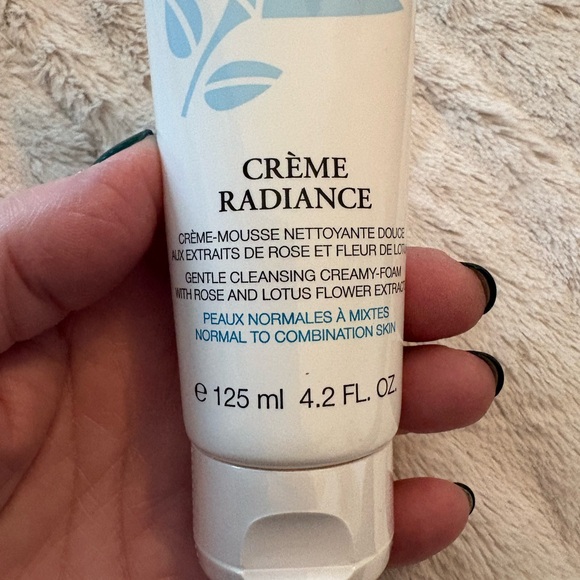 CRÈME
RADIANCE
CRÈME-MOUSSE NETTOYANTE DOUCE
AUX EXTRAITS DE ROSE ET FLEUR DE
GENTLE CLEANSING CREAMY-FOAM
WITH ROSE AND LOTUS FLOWER EXTRACT
PEAUX NORMALES À MIXTES
NORMAL TO COMBINATION SKIN
℮ 125 ml 4.2 FL. OZ.